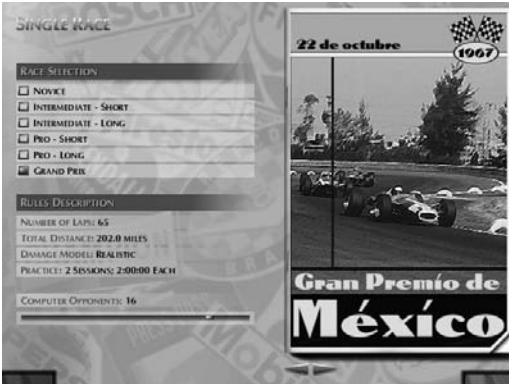 SINGLE RACE
RACE SELECTION
NOVICE
INTERMEDIATE - SHORT
INTERMEDIATE - LONG
PRO - SHORT
PRO - LONG
GRAND PRIX
RULES DESCRIPTION
NUMBER OF LAPS: 65
TOTAL DISTANCE: 202.0 MILES
DAMAGE MODEL: REALISTIC
PRACTICE: 2 SESSIONS; 2:00:00 EACH
COMPUTER OPPONENTS: 16
22 de octubre
1967
Gran Premío de
Méxíco